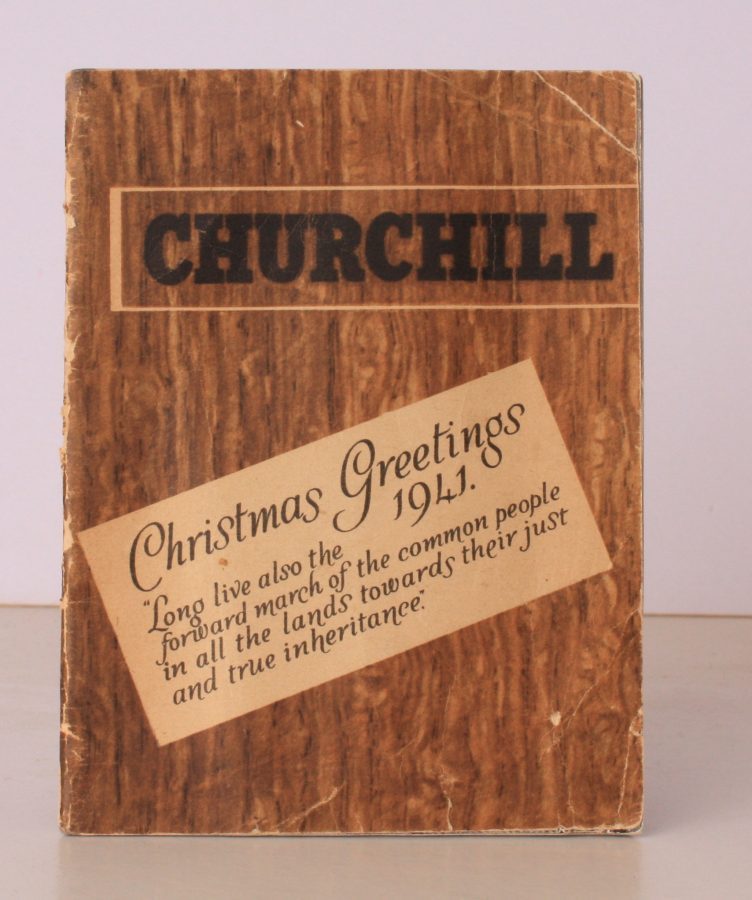 CHURCHILL
Christmas Greetings
1941.
"Long live also the
forward march of the common people
in all the lands towards their just
and true inheritance."